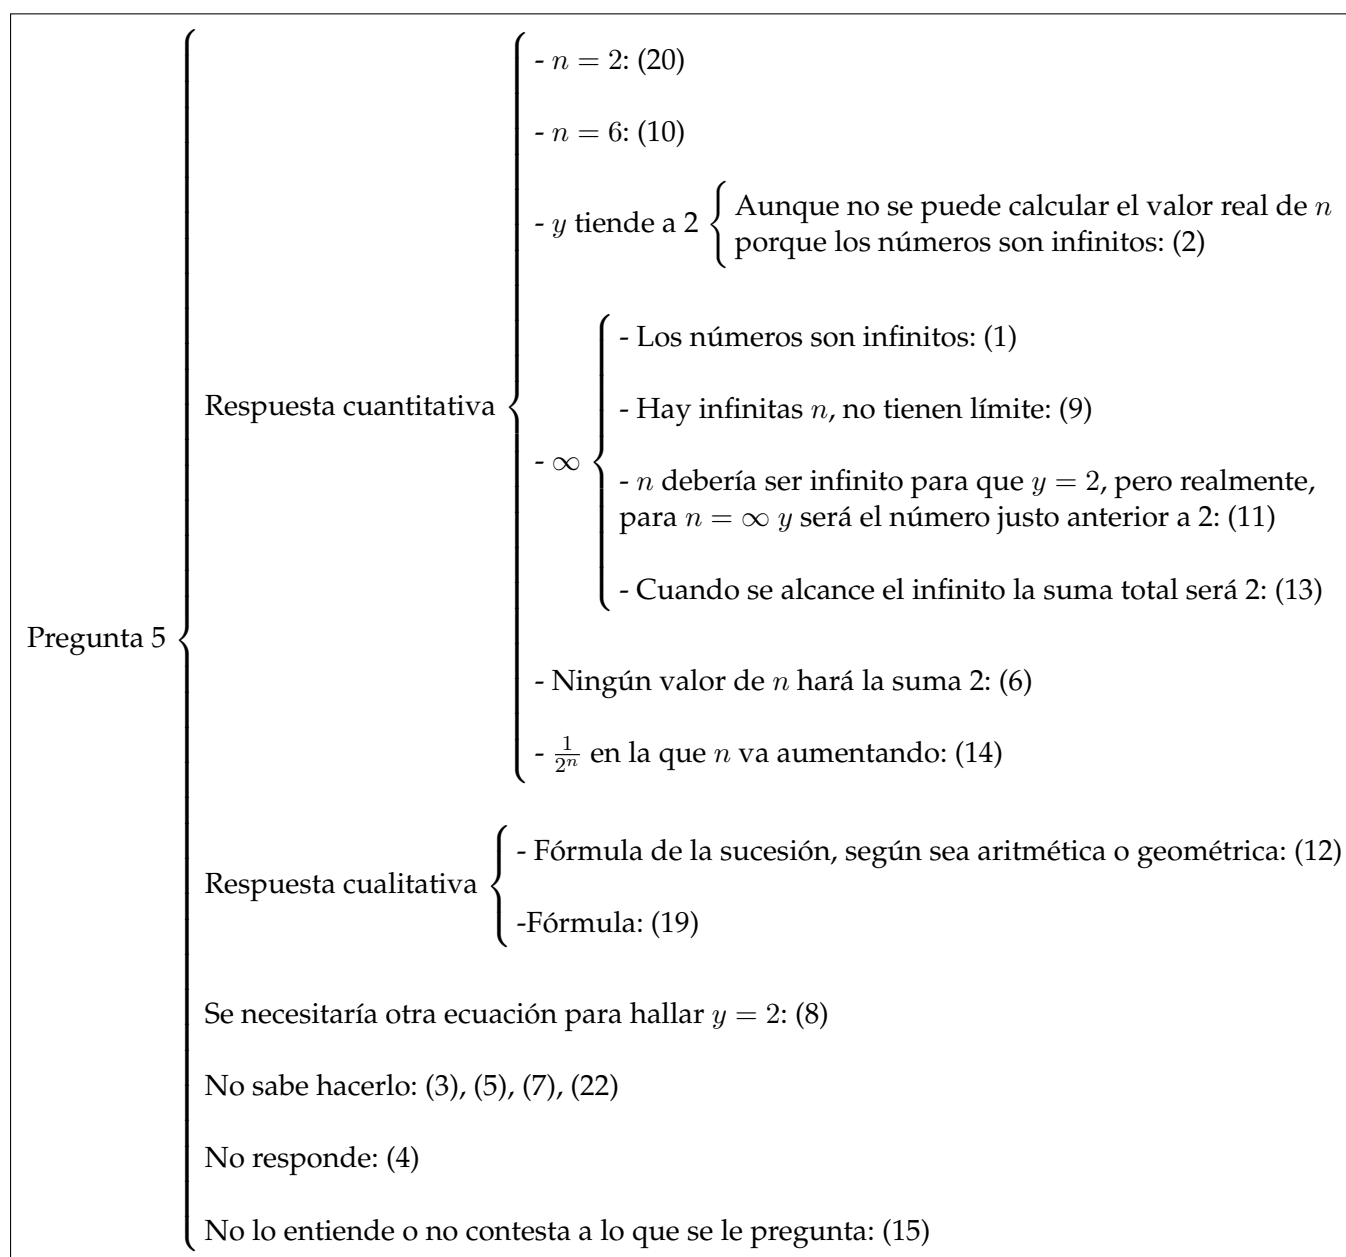 Pregunta 5
Respuesta cuantitativa
- n = 2: (20)
- n = 6: (10)
- y tiende a 2
Aunque no se puede calcular el valor real de n
porque los números son infinitos: (2)
- ∞
- Los números son infinitos: (1)
- Hay infinitas n, no tienen límite: (9)
- n debería ser infinito para que y = 2, pero realmente,
para n = ∞ y será el número justo anterior a 2: (11)
- Cuando se alcance el infinito la suma total será 2: (13)
- Ningún valor de n hará la suma 2: (6)
- 1/2^n en la que n va aumentando: (14)
Respuesta cualitativa
- Fórmula de la sucesión, según sea aritmética o geométrica: (12)
-Fórmula: (19)
Se necesitaría otra ecuación para hallar y = 2: (8)
No sabe hacerlo: (3), (5), (7), (22)
No responde: (4)
No lo entiende o no contesta a lo que se le pregunta: (15)